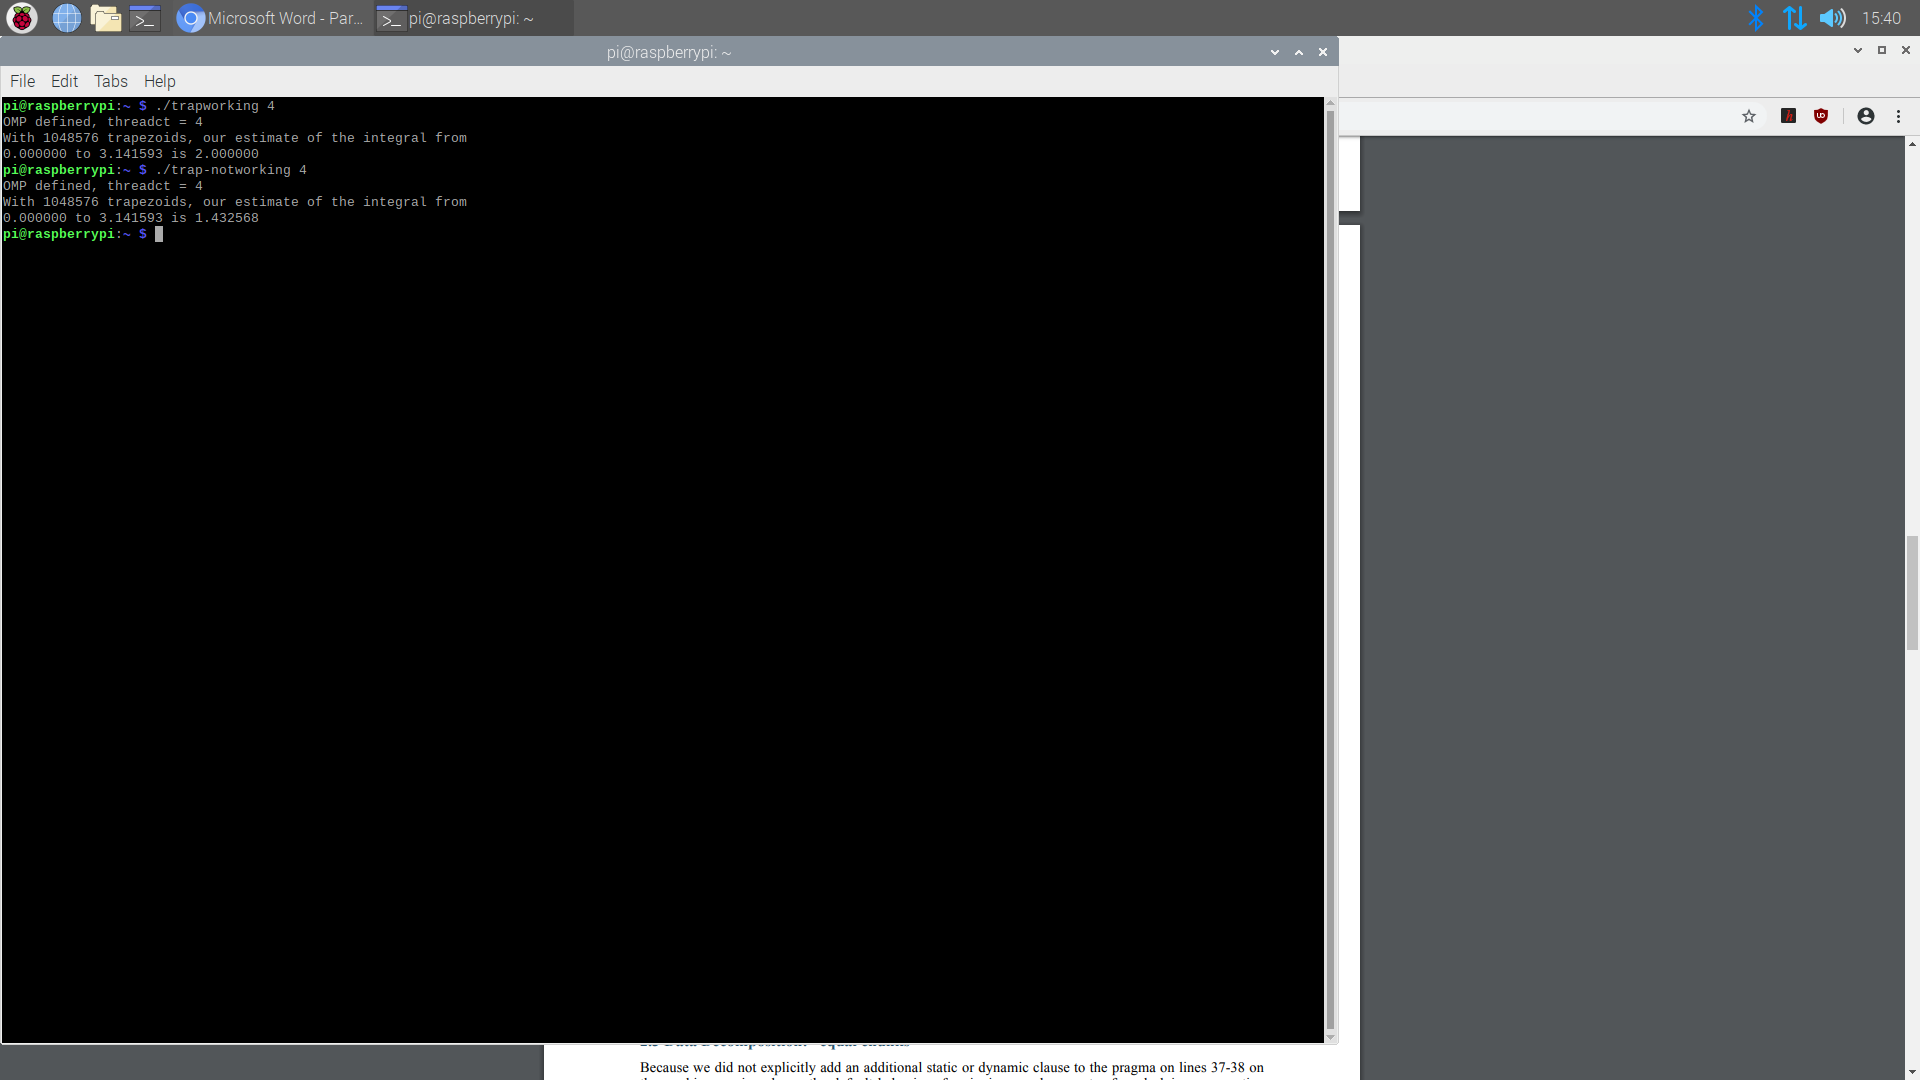 Microsoft Word - Par...
pi@raspberrypi: ~
15:40
pi@raspberrypi: ~
File Edit Tabs Help
pi@raspberrypi:~ $ ./trapworking 4
OMP defined, threadct = 4
With 1048576 trapezoids, our estimate of the integral from
0.000000 to 3.141593 is 2.000000
pi@raspberrypi:~ $ ./trap-notworking 4
OMP defined, threadct = 4
With 1048576 trapezoids, our estimate of the integral from
0.000000 to 3.141593 is 1.432568
pi@raspberrypi:~ $
Because we did not explicitly add an additional static or dynamic clause to the pragma on lines 37-38 on